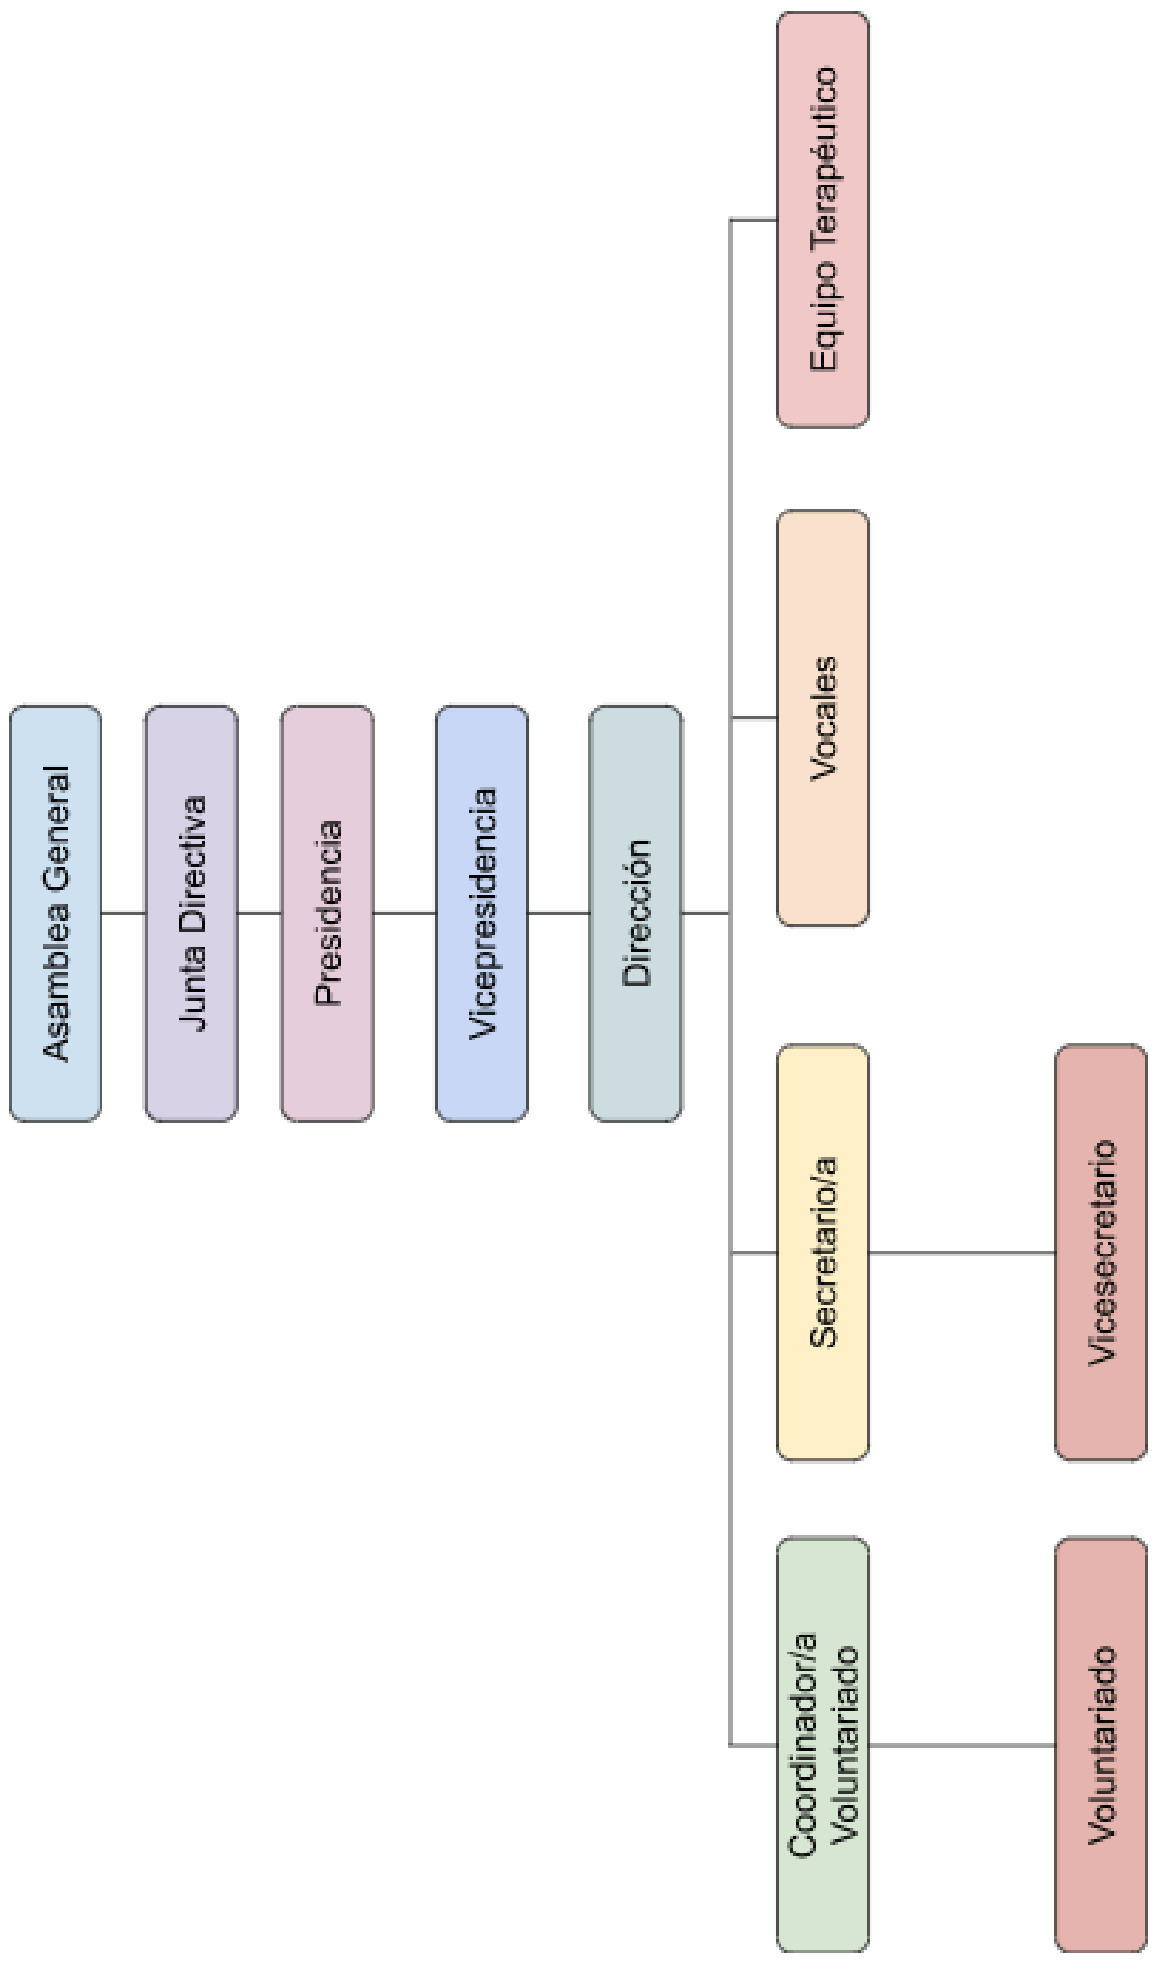 Asamblea General
Junta Directiva
Presidencia
Vicepresidencia
Dirección
Coordinador/a
Voluntariado
Secretario/a
Vocales
Equipo Terapéutico
Voluntariado
Vicesecretario